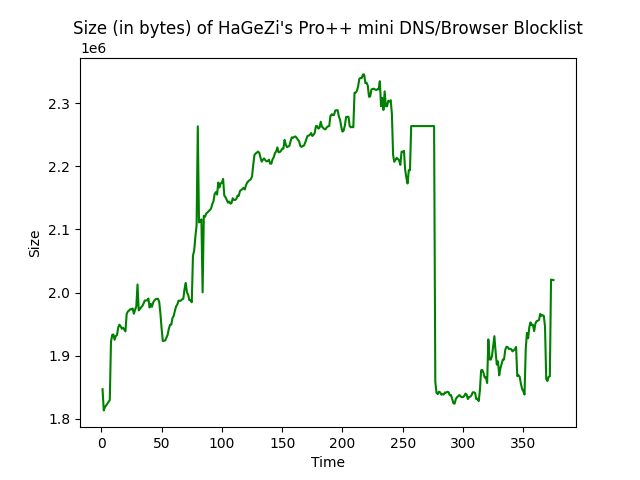 Size (in bytes) of HaGeZi's Pro++ mini DNS/Browser Blocklist
1e6
2.3
2.2
2.1
2.0
1.9
1.8
Size
0 50 100 150 200 250 300 350
Time